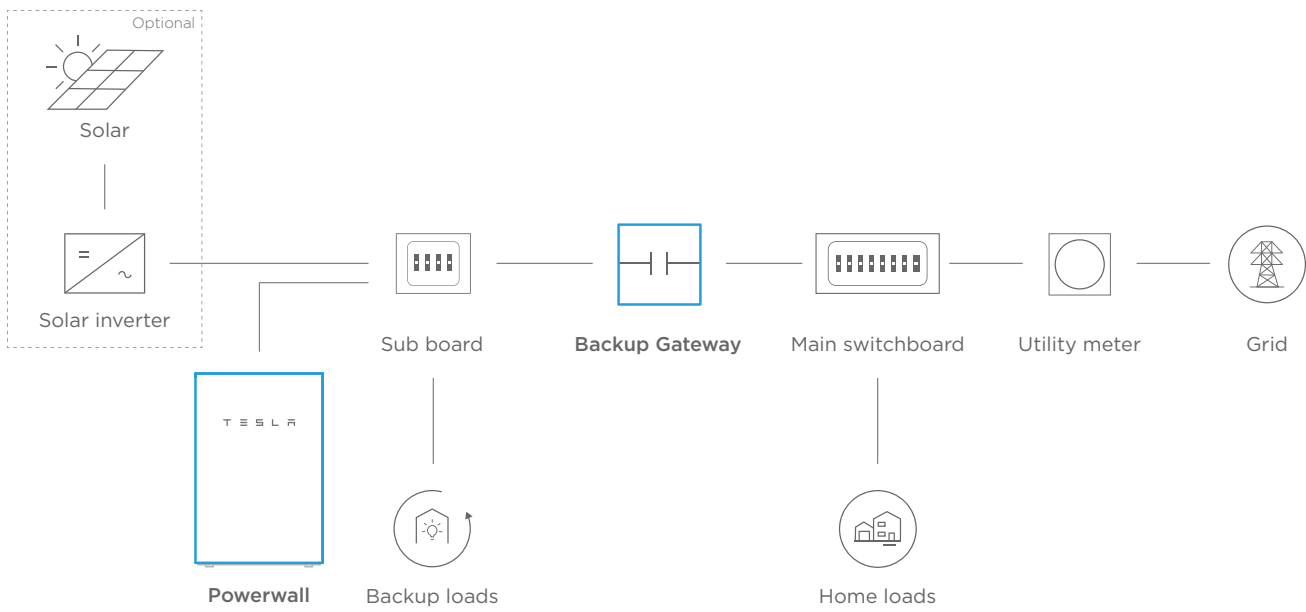 Optional
Solar
Solar inverter
Sub board
Backup Gateway
Main switchboard
Utility meter
Grid
TESLA
Powerwall
Backup loads
Home loads